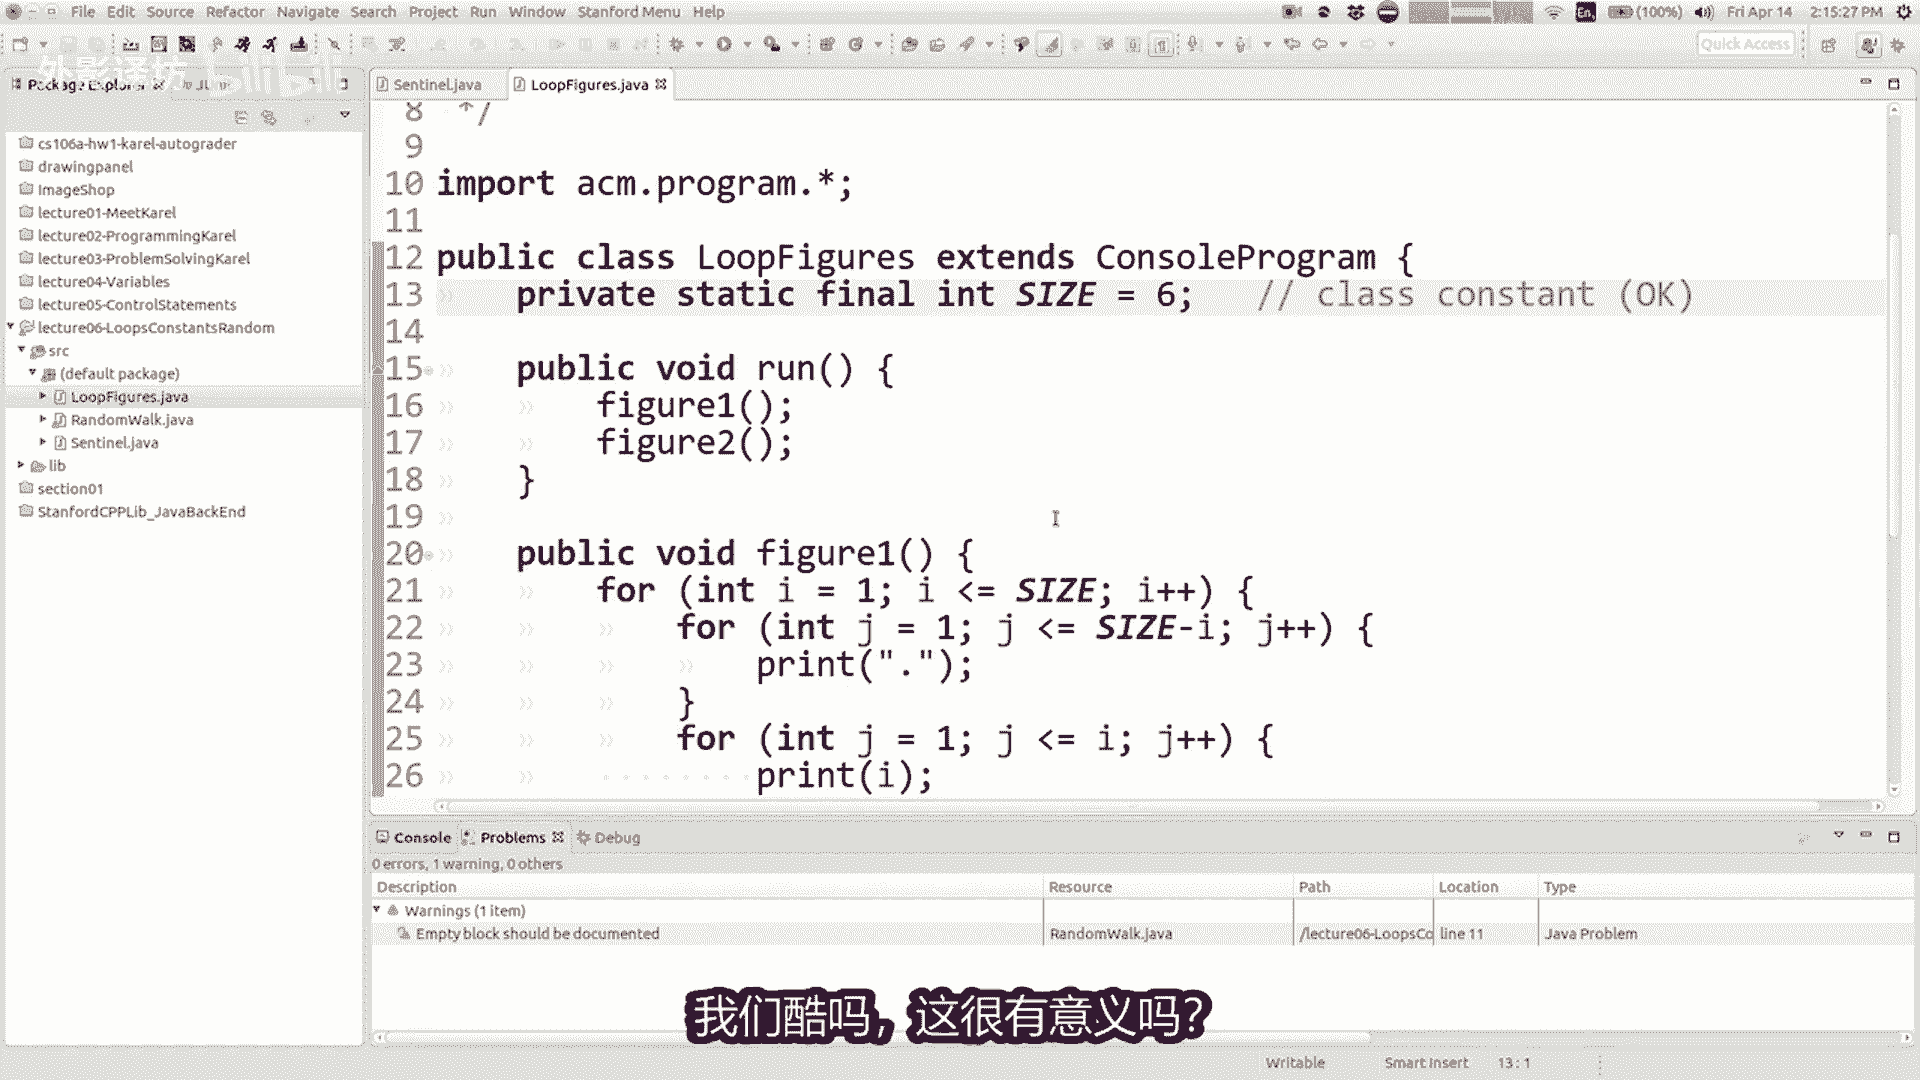 File Edit Source Refactor Navigate Search Project Run Window Stanford Menu Help
En
(100%)
Fri Apr 14
2:15:27 PM
Quick Access
外影译坊 bilibili
Package Explorer
Sentinel.java
LoopFigures.java
cs106a-hw1-karel-autograder
drawingpanel
ImageShop
lecture01-MeetKarel
lecture02-ProgrammingKarel
lecture03-ProblemSolvingKarel
lecture04-Variables
lecture05-ControlStatements
lecture06-LoopsConstantsRandom
src
(default package)
LoopFigures.java
RandomWalk.java
Sentinel.java
lib
section01
StanfordCPPLib_JavaBackEnd
8 */
9
10 import acm.program.*;
11
12 public class LoopFigures extends ConsoleProgram {
13 private static final int SIZE = 6; // class constant (OK)
14
15 public void run() {
16 figure1();
17 figure2();
18 }
19
20 public void figure1() {
21 for (int i = 1; i <= SIZE; i++) {
22 for (int j = 1; j <= SIZE-i; j++) {
23 print(".");
24 }
25 for (int j = 1; j <= i; j++) {
26 print(i);
Console Problems Debug
0 errors, 1 warning, 0 others
Description Resource Path Location Type
Warnings (1 item)
Empty block should be documented RandomWalk.java /lecture06-LoopsCo line 11 Java Problem
我们酷吗，这很有意义吗？
Writable Smart Insert 13 : 1